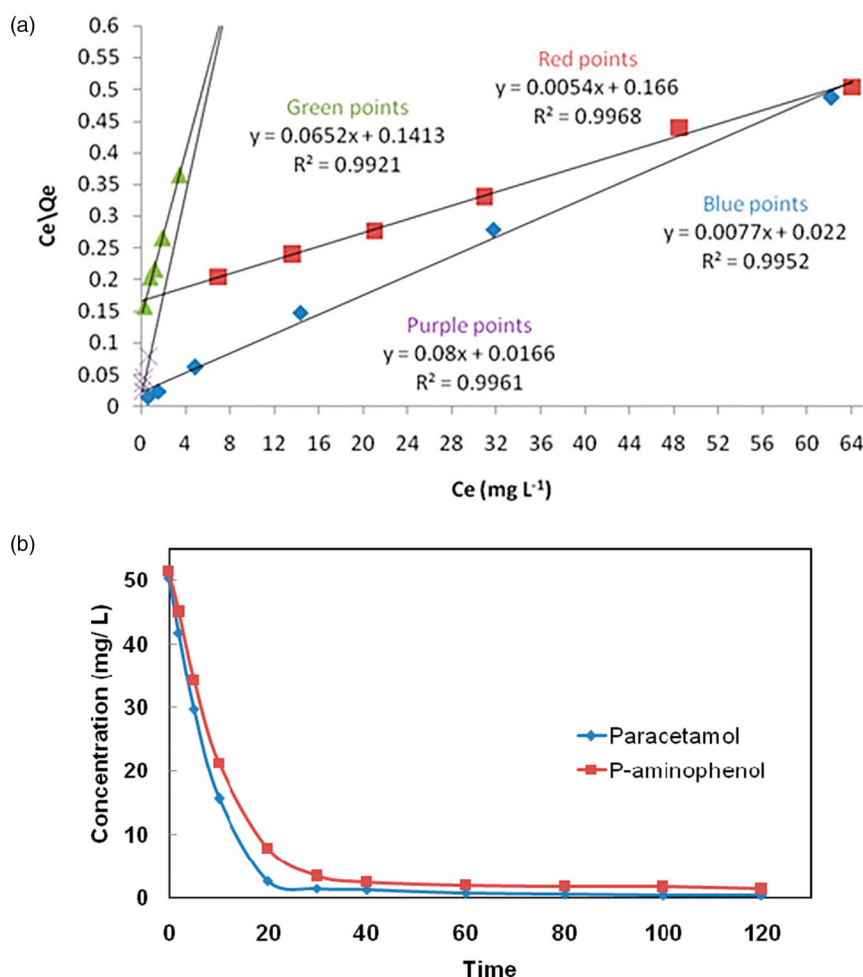 (a)
0.6
0.55
0.5
0.45
0.4
0.35
0.3
0.25
0.2
0.15
0.1
0.05
0
Ce\Qe
Red points
y = 0.0054x + 0.166
R² = 0.9968
Green points
y = 0.0652x + 0.1413
R² = 0.9921
Blue points
y = 0.0077x + 0.022
R² = 0.9952
Purple points
y = 0.08x + 0.0166
R² = 0.9961
0 4 8 12 16 20 24 28 32 36 40 44 48 52 56 60 64
Ce (mg L⁻¹)
(b)
50
40
30
20
10
0
Concentration (mg/ L)
Paracetamol
P-aminophenol
0 20 40 60 80 100 120
Time